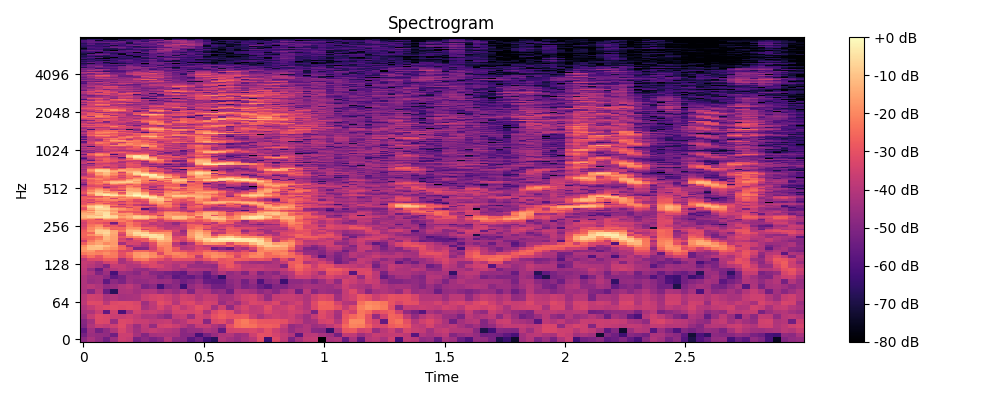 Spectrogram
Hz
4096
2048
1024
512
256
128
64
0
0
0.5
1
1.5
2
2.5
Time
+0 dB
-10 dB
-20 dB
-30 dB
-40 dB
-50 dB
-60 dB
-70 dB
-80 dB